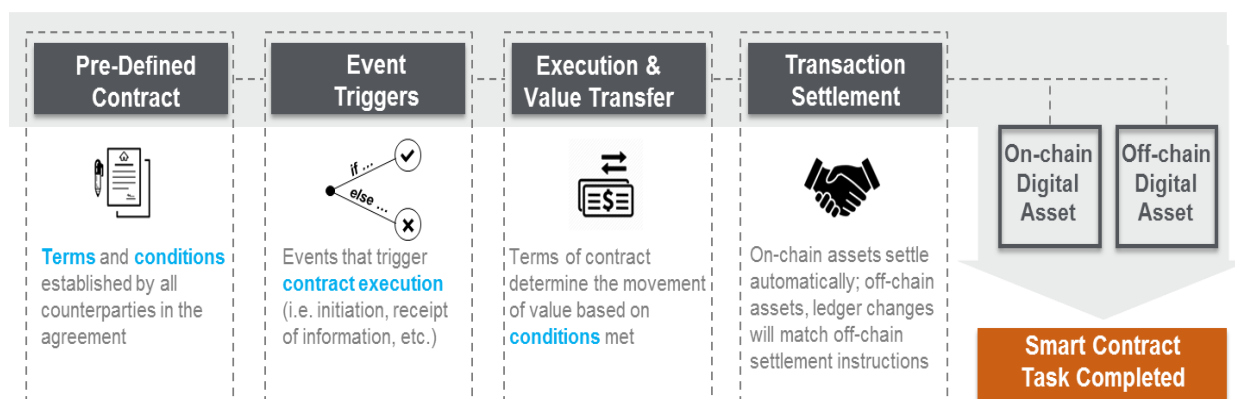 Pre-Defined
Contract
Event
Triggers
Execution &
Value Transfer
Transaction
Settlement
On-chain
Digital
Asset
Off-chain
Digital
Asset
if ...
else ...
$
Terms and conditions
established by all
counterparties in the
agreement
Events that trigger
contract execution
(i.e. initiation, receipt
of information, etc.)
Terms of contract
determine the movement
of value based on
conditions met
On-chain assets settle
automatically; off-chain
assets, ledger changes
will match off-chain
settlement instructions
Smart Contract
Task Completed